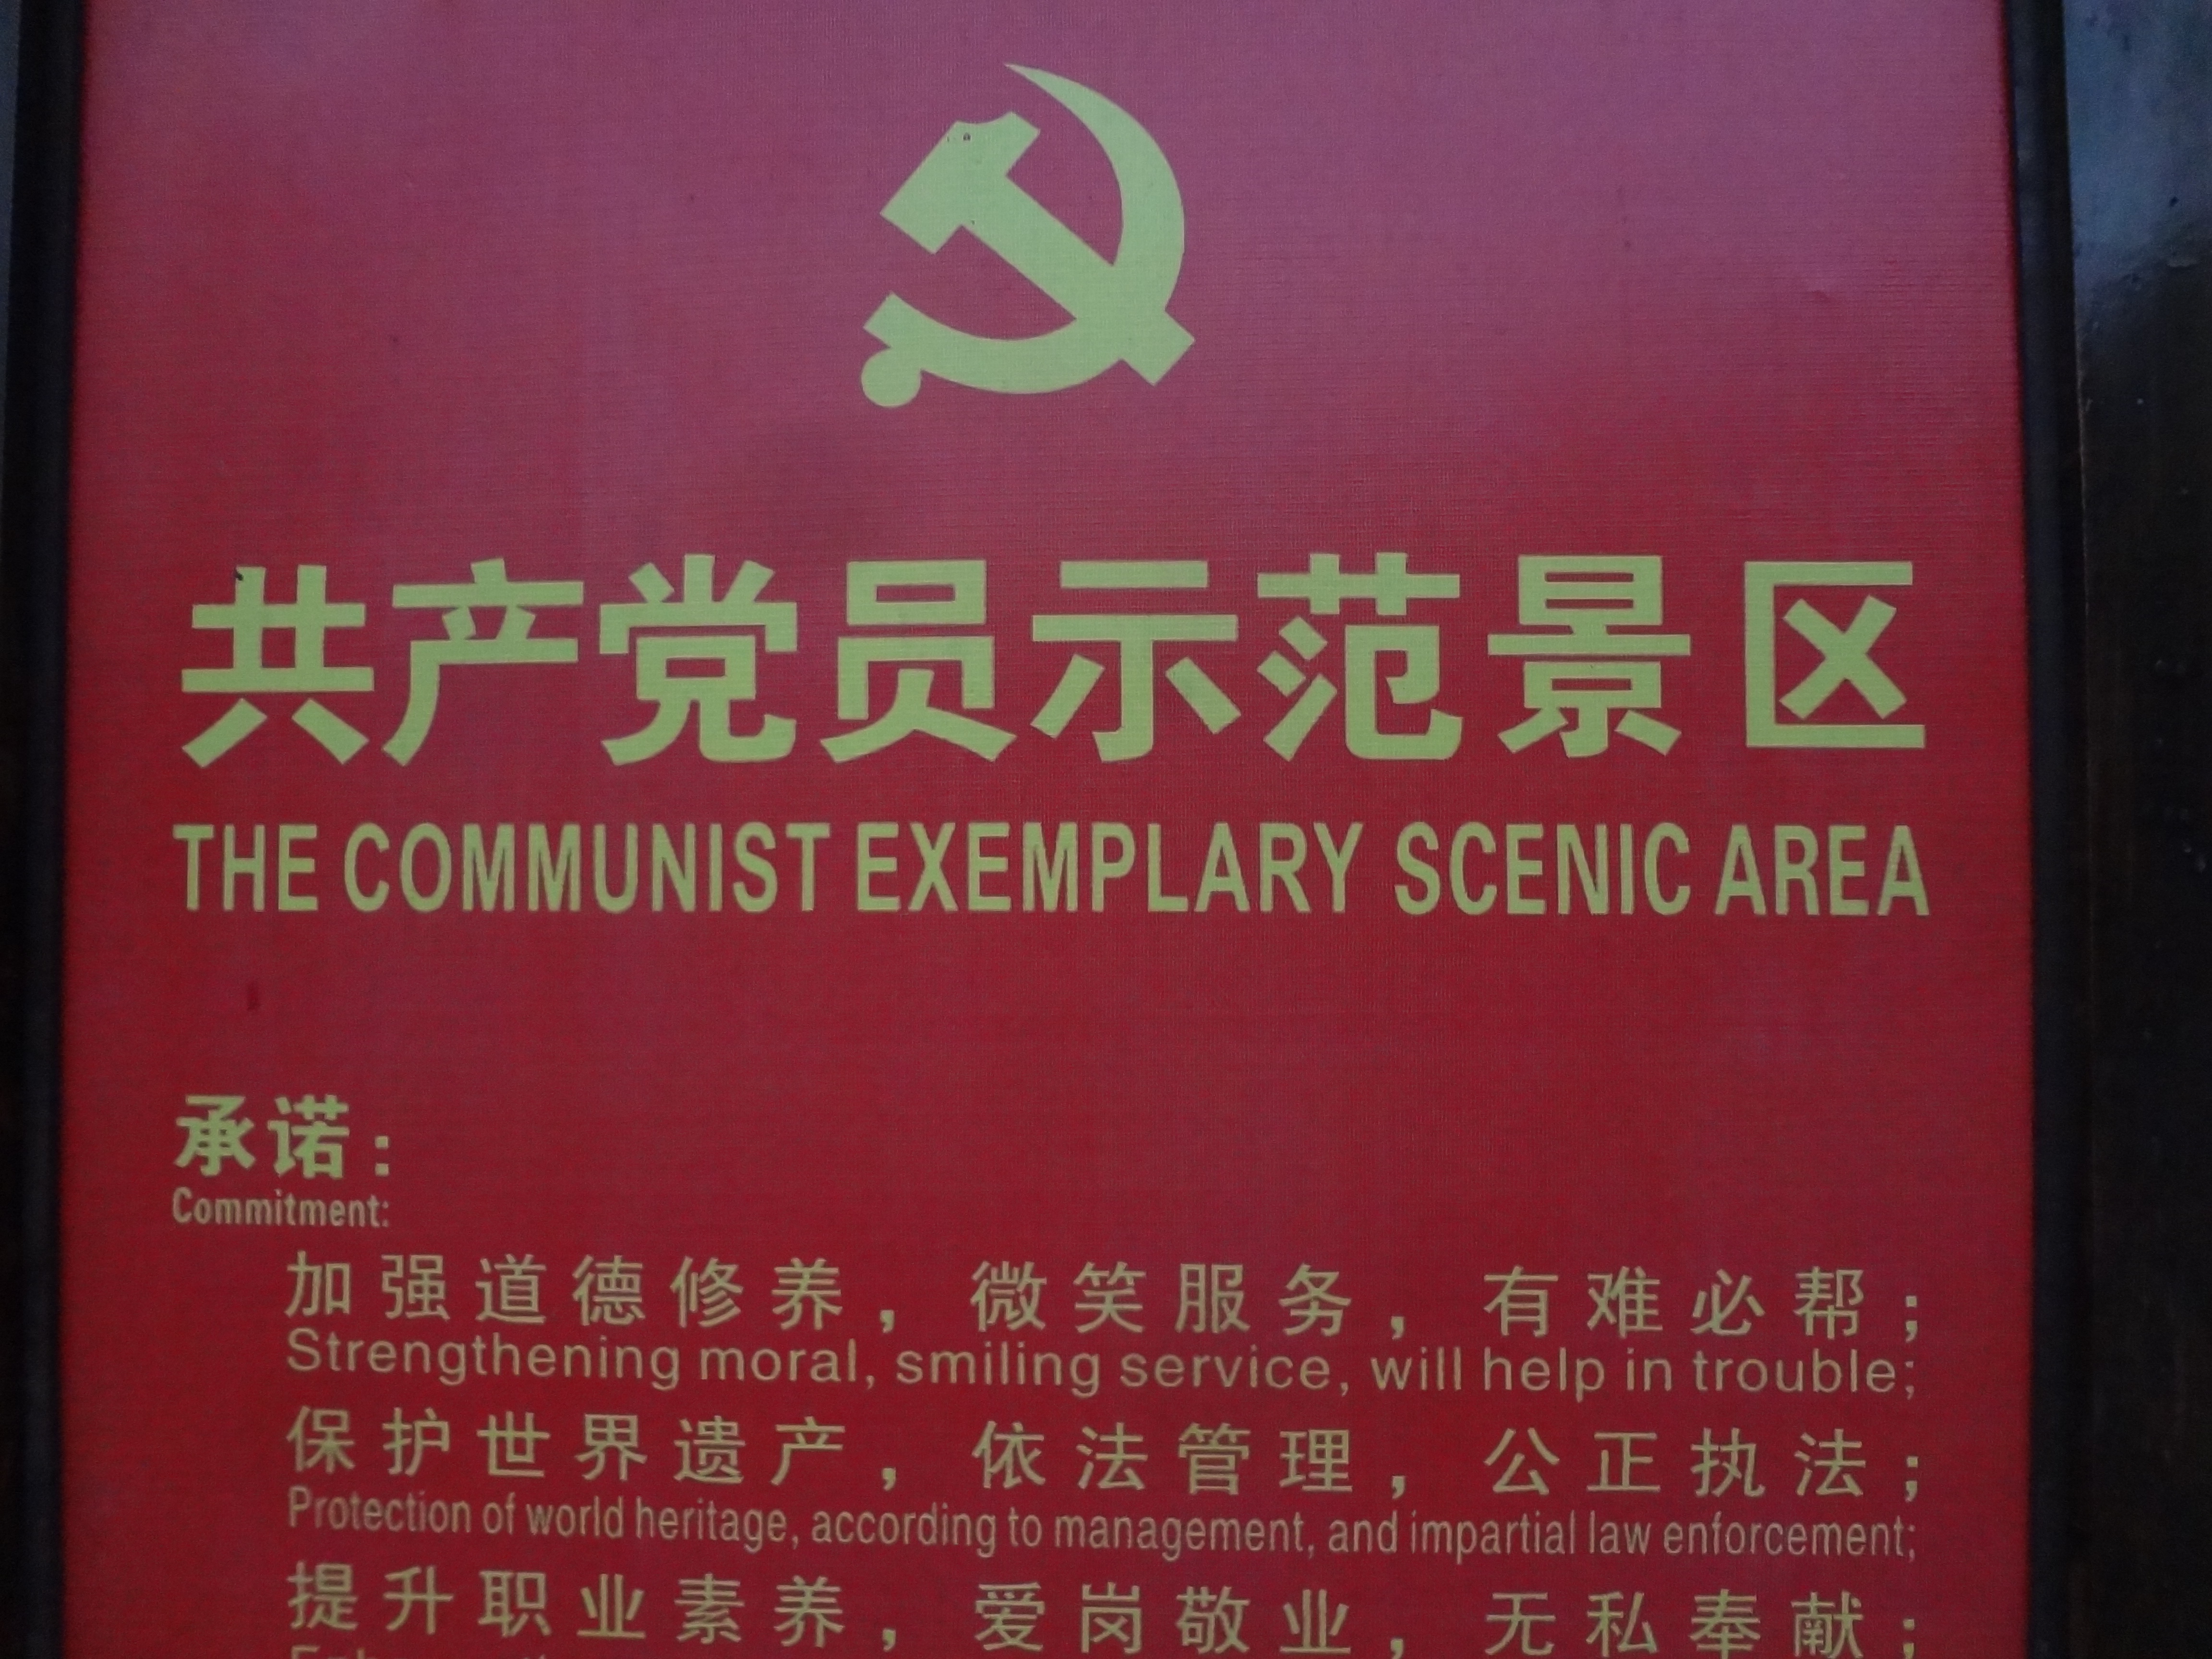 共产党员示范景区
THE COMMUNIST EXEMPLARY SCENIC AREA
承诺：
Commitment:
加强道德修养，微笑服务，有难必帮；
Strengthening moral, smiling service, will help in trouble;
保护世界遗产，依法管理，公正执法；
Protection of world heritage, according to management, and impartial law enforcement;
提升职业素养，爱岗敬业，无私奉献；